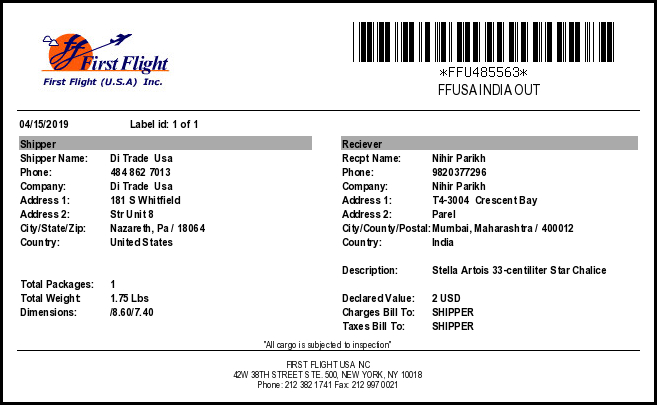 First Flight
First Flight (U.S.A) Inc.
*FFU485563*
FFUSA INDIA OUT
04/15/2019 Label id: 1 of 1
Shipper Reciever
Shipper Name: Di Trade Usa Recpt Name: Nihir Parikh
Phone: 484 862 7013 Phone: 9820377296
Company: Di Trade Usa Company: Nihir Parikh
Address 1: 181 S Whitfield Address 1: T4-3004 Crescent Bay
Address 2: Str Unit 8 Address 2: Parel
City/State/Zip: Nazareth, Pa / 18064 City/County/Postal: Mumbai, Maharashtra / 400012
Country: United States Country: India
Description: Stella Artois 33-centiliter Star Chalice
Total Packages: 1
Total Weight: 1.75 Lbs Declared Value: 2 USD
Dimensions: /8.60/7.40 Charges Bill To: SHIPPER
Taxes Bill To: SHIPPER
"All cargo is subjected to inspection"
FIRST FLIGHT USA INC
42W 38TH STREET STE. 500, NEW YORK, NY 10018
Phone: 212 382 1741 Fax: 212 997 0021